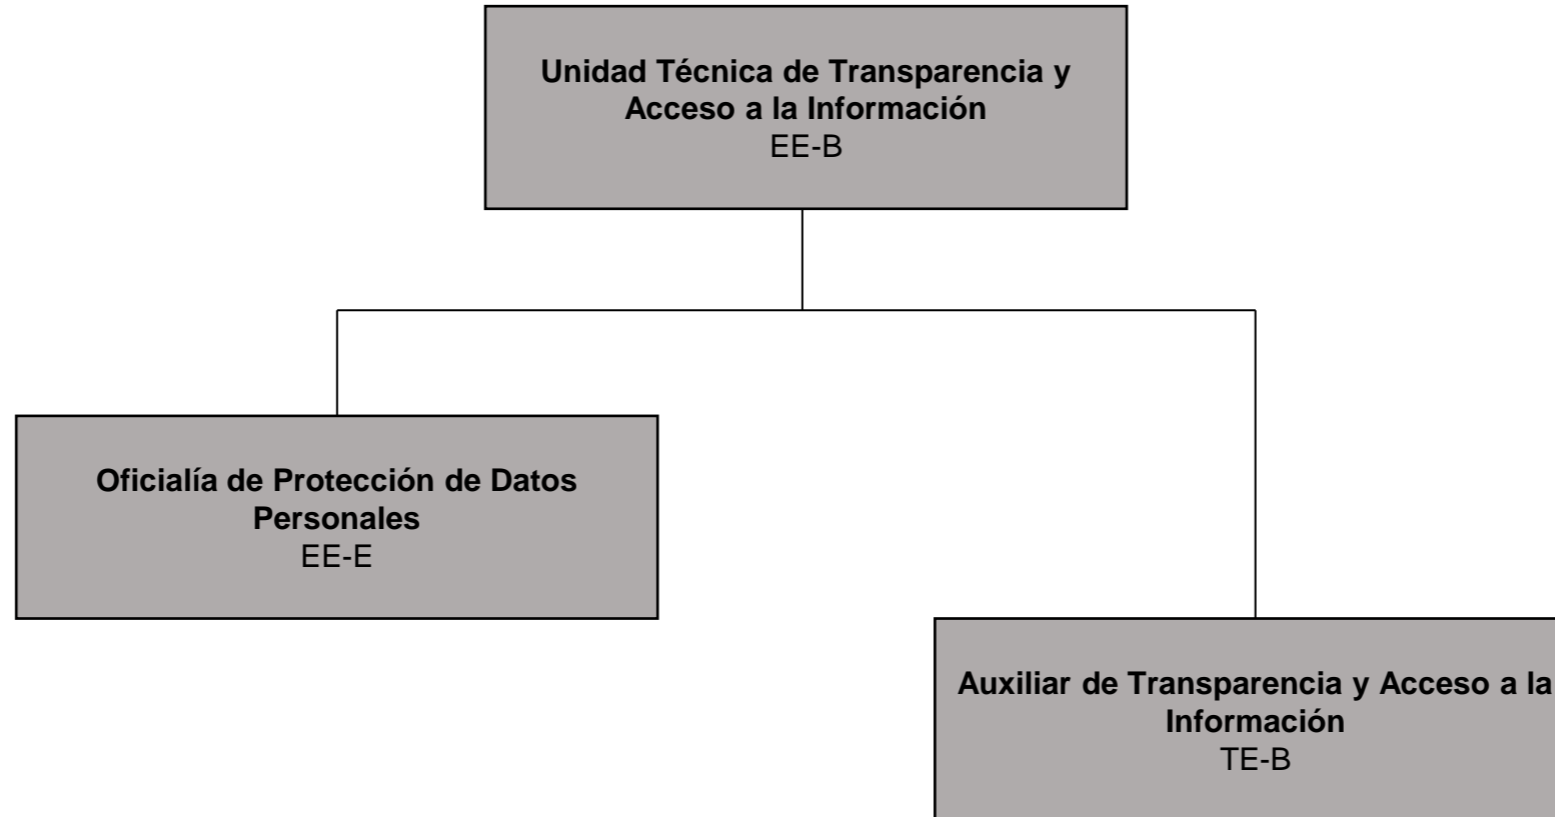 Unidad Técnica de Transparencia y
Acceso a la Información
EE-B
Oficialía de Protección de Datos
Personales
EE-E
Auxiliar de Transparencia y Acceso a la
Información
TE-B